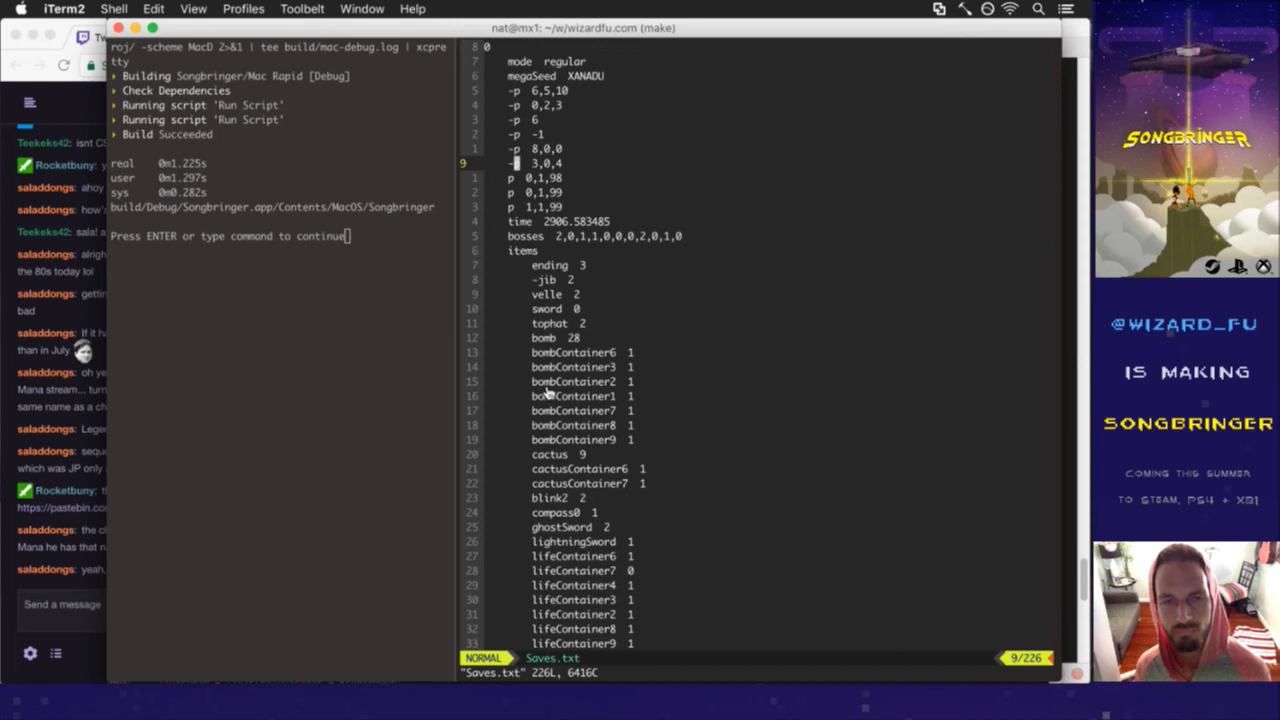 iTerm2 Shell Edit View Profiles Toolbelt Window Help
nat@mx1: ~/w/wizardfu.com (make)
Tw
roj/ -scheme MacD 2>&1 | tee build/mac-debug.log | xcpre
tty
Building Songbringer/Mac Rapid [Debug]
Check Dependencies
Running script 'Run Script'
Running script 'Run Script'
Build Succeeded
real 0m1.225s
user 0m1.297s
sys 0m0.282s
build/Debug/Songbringer.app/Contents/MacOS/Songbringer
Press ENTER or type command to continue
Teekeks42: isnt CS
Rocketbuny: y
saladdongs: ahoy
saladdongs: how's
Teekeks42: sala! a
saladdongs: alrigh
the 80s today lol
saladdongs: gettin
bad
saladdongs: If it ha
than in July
saladdongs: oh ye
Mana stream... turn
same name as a ch
saladdongs: Legen
saladdongs: seque
which was JP only
Rocketbuny: th
https://pastebin.co
saladdongs: the cl
Mana he has that n
saladdongs: yeah,
Send a message
8 0
7 mode regular
6 megaSeed XANADU
5 -p 6,5,10
4 -p 0,2,3
3 -p 6
2 -p -1
1 -p 8,0,0
9 -p 3,0,4
1 p 0,1,98
2 p 0,1,99
3 p 1,1,99
4 time 2906.583485
5 bosses 2,0,1,1,0,0,0,2,0,1,0
6 items
7 ending 3
8 -jib 2
9 velle 2
10 sword 0
11 tophat 2
12 bomb 28
13 bombContainer6 1
14 bombContainer3 1
15 bombContainer2 1
16 bombContainer1 1
17 bombContainer7 1
18 bombContainer8 1
19 bombContainer9 1
20 cactus 9
21 cactusContainer6 1
22 cactusContainer7 1
23 blink2 2
24 compass0 1
25 ghostSword 2
26 lightningSword 1
27 lifeContainer6 1
28 lifeContainer7 0
29 lifeContainer4 1
30 lifeContainer3 1
31 lifeContainer2 1
32 lifeContainer8 1
33 lifeContainer9 1
NORMAL Saves.txt 9/226
"Saves.txt" 226L, 6416C
SONGBRINGER
@WIZARD_FU
IS MAKING
SONGBRINGER
COMING THIS SUMMER
TO STEAM, PS4 + XB1